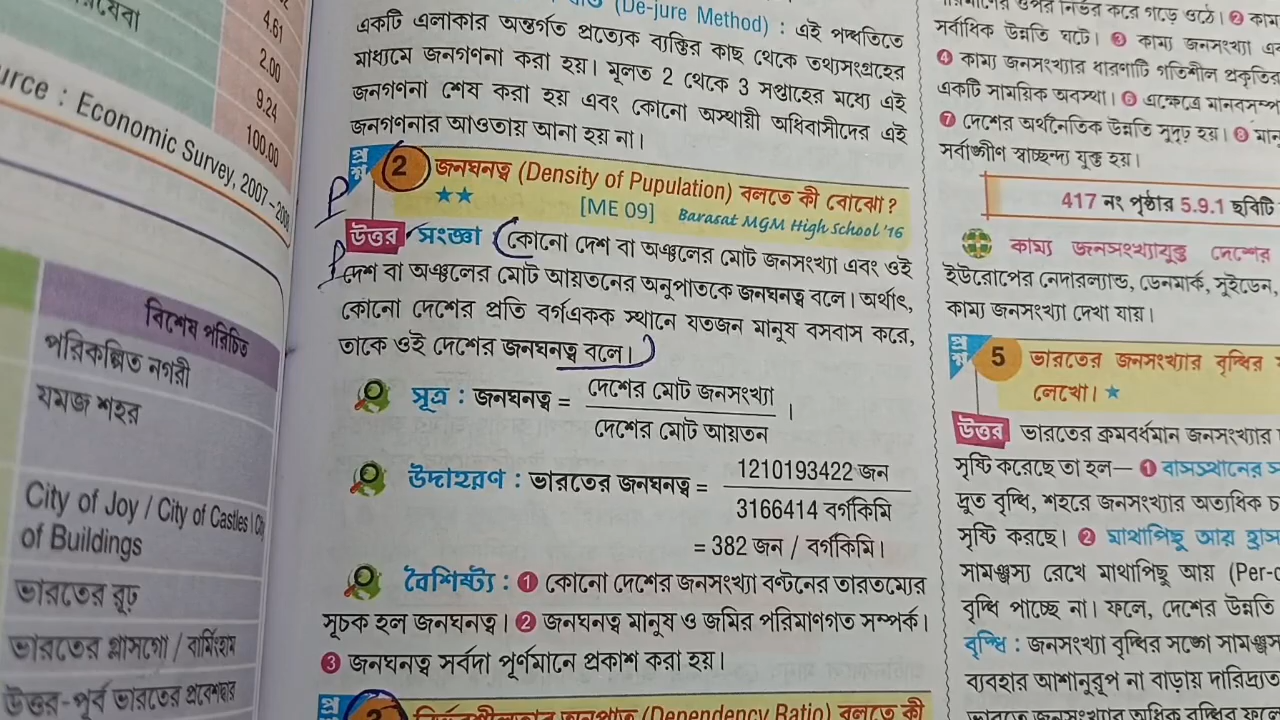 4.61
2.00
9.24
100.00
Economic Survey, 2007 – 2008
বিশেষ পরিচিত
পরিকল্পিত নগরী
যমজ শহর
City of Joy / City of Castles
of Buildings
ভারতের রূঢ়
ভারতের গ্লাসগো / বার্মিংহাম
উত্তর-পূর্ব ভারতের প্রবেশদ্বার
(De-jure Method) : এই পদ্ধতিতে
একটি এলাকার অন্তর্গত প্রত্যেক ব্যক্তির কাছ থেকে তথ্যসংগ্রহের
মাধ্যমে জনগণনা করা হয়। মূলত 2 থেকে 3 সপ্তাহের মধ্যে এই
জনগণনা শেষ করা হয় এবং কোনো অস্থায়ী অধিবাসীদের এই
জনগণনার আওতায় আনা হয় না।
প্রশ্ন 2 জনঘনত্ব (Density of Pupulation) বলতে কী বোঝো?
★★ [ME 09] Barasat MGM High School '16
উত্তর সংজ্ঞা কোনো দেশ বা অঞ্চলের মোট জনসংখ্যা এবং ওই
দেশ বা অঞ্চলের মোট আয়তনের অনুপাতকে জনঘনত্ব বলে। অর্থাৎ,
কোনো দেশের প্রতি বর্গএকক স্থানে যতজন মানুষ বসবাস করে,
তাকে ওই দেশের জনঘনত্ব বলে।
সূত্র : জনঘনত্ব = দেশের মোট জনসংখ্যা ।
দেশের মোট আয়তন
উদাহরণ : ভারতের জনঘনত্ব = 1210193422 জন
3166414 বর্গকিমি
= 382 জন / বর্গকিমি।
বৈশিষ্ট্য : 1 কোনো দেশের জনসংখ্যা বণ্টনের তারতম্যের
সূচক হল জনঘনত্ব। 2 জনঘনত্ব মানুষ ও জমির পরিমাণগত সম্পর্ক।
3 জনঘনত্ব সর্বদা পূর্ণমানে প্রকাশ করা হয়।
(Dependency Ratio) বলতে কী
উপর নির্ভর করে গড়ে ওঠে। 2
সর্বাধিক উন্নতি ঘটে। 3 কাম্য জনসংখ্যা
4 কাম্য জনসংখ্যার ধারণাটি গতিশীল প্রকৃতির
একটি সাময়িক অবস্থা। 6 এক্ষেত্রে
7 দেশের অর্থনৈতিক উন্নতি সুদৃঢ় হয়। 8
সর্বাঙ্গীণ স্বাচ্ছন্দ্য যুক্ত হয়।
417 নং পৃষ্ঠার 5.9.1 ছবিটি
কাম্য জনসংখ্যাযুক্ত দেশের
ইউরোপের নেদারল্যান্ড, ডেনমার্ক, সুইডেন,
কাম্য জনসংখ্যা দেখা যায়।
প্রশ্ন 5 ভারতের জনসংখ্যার বৃদ্ধির
লেখো। ★
উত্তর ভারতের ক্রমবর্ধমান জনসংখ্যার
সৃষ্টি করেছে তা হল— 1 বাসস্থানের
দ্রুত বৃদ্ধি, শহরে জনসংখ্যার অত্যধিক
সৃষ্টি করছে। 2 মাথাপিছু আয় হ্রাস
সামঞ্জস্য রেখে মাথাপিছু আয়
বৃদ্ধি পাচ্ছে না। ফলে, দেশের উন্নতি
বৃদ্ধি : জনসংখ্যা বৃদ্ধির সঙ্গে
ব্যবহার আশানুরূপ না বাড়ায়